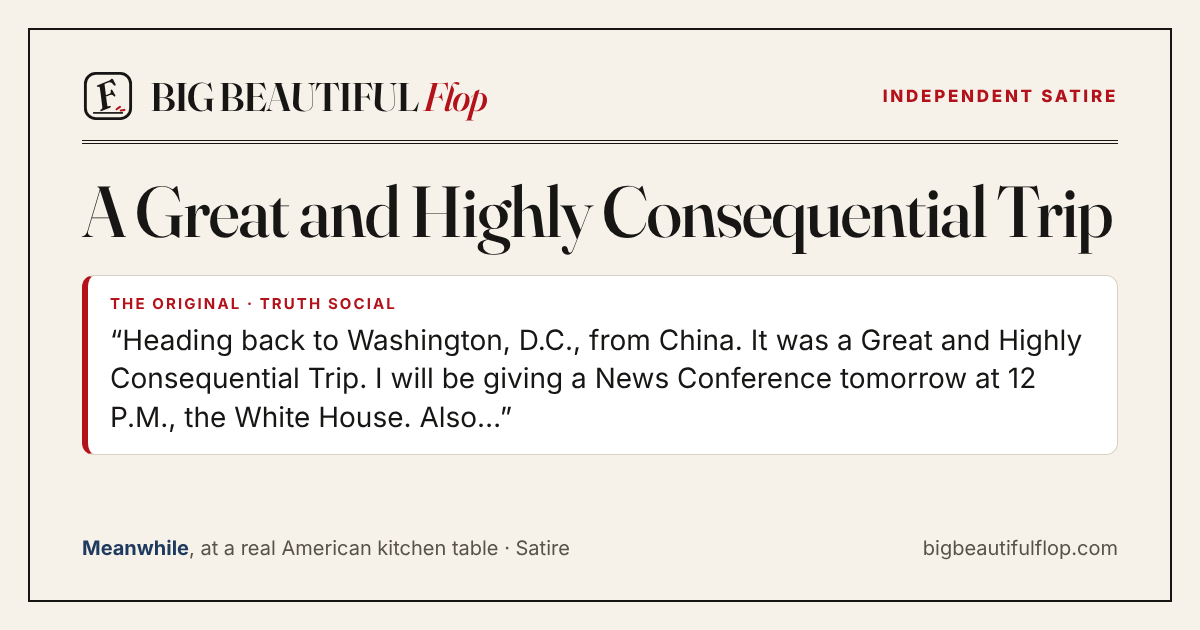 F
BIG BEAUTIFUL Flop
INDEPENDENT SATIRE
A Great and Highly Consequential Trip
THE ORIGINAL · TRUTH SOCIAL
“Heading back to Washington, D.C., from China. It was a Great and Highly
Consequential Trip. I will be giving a News Conference tomorrow at 12
P.M., the White House. Also…”
Meanwhile, at a real American kitchen table · Satire
bigbeautifulflop.com